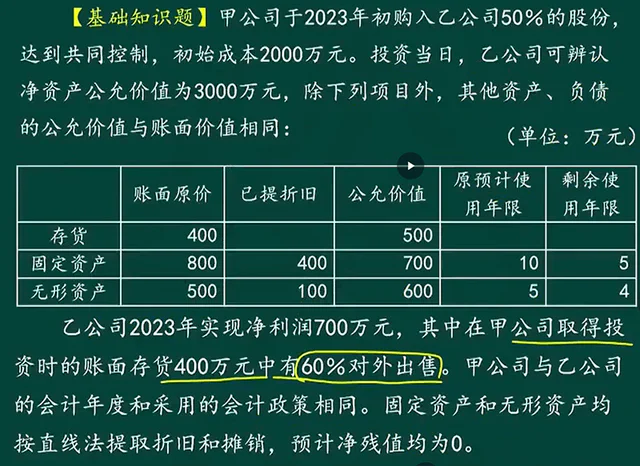 【基础知识题】甲公司于2023年初购入乙公司50%的股份，
达到共同控制，初始成本2000万元。投资当日，乙公司可辨认
净资产公允价值为3000万元，除下列项目外，其他资产、负债
的公允价值与账面价值相同：
（单位：万元）
账面原价 已提折旧 公允价值 原预计使用年限 剩余使用年限
存货 400 500
固定资产 800 400 700 10 5
无形资产 500 100 600 5 4
乙公司2023年实现净利润700万元，其中在甲公司取得投
资时的账面存货400万元中有60%对外出售。甲公司与乙公司
的会计年度和采用的会计政策相同。固定资产和无形资产均
按直线法提取折旧和摊销，预计净残值均为0。